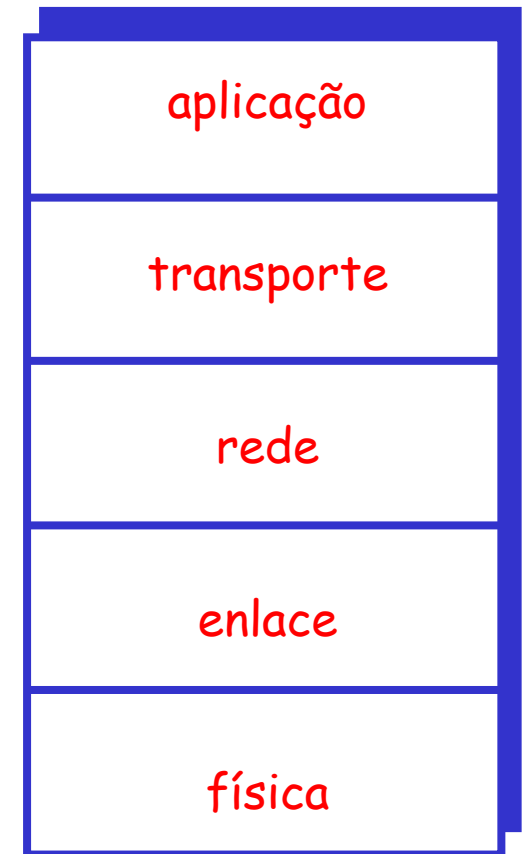 aplicação
transporte
rede
enlace
física